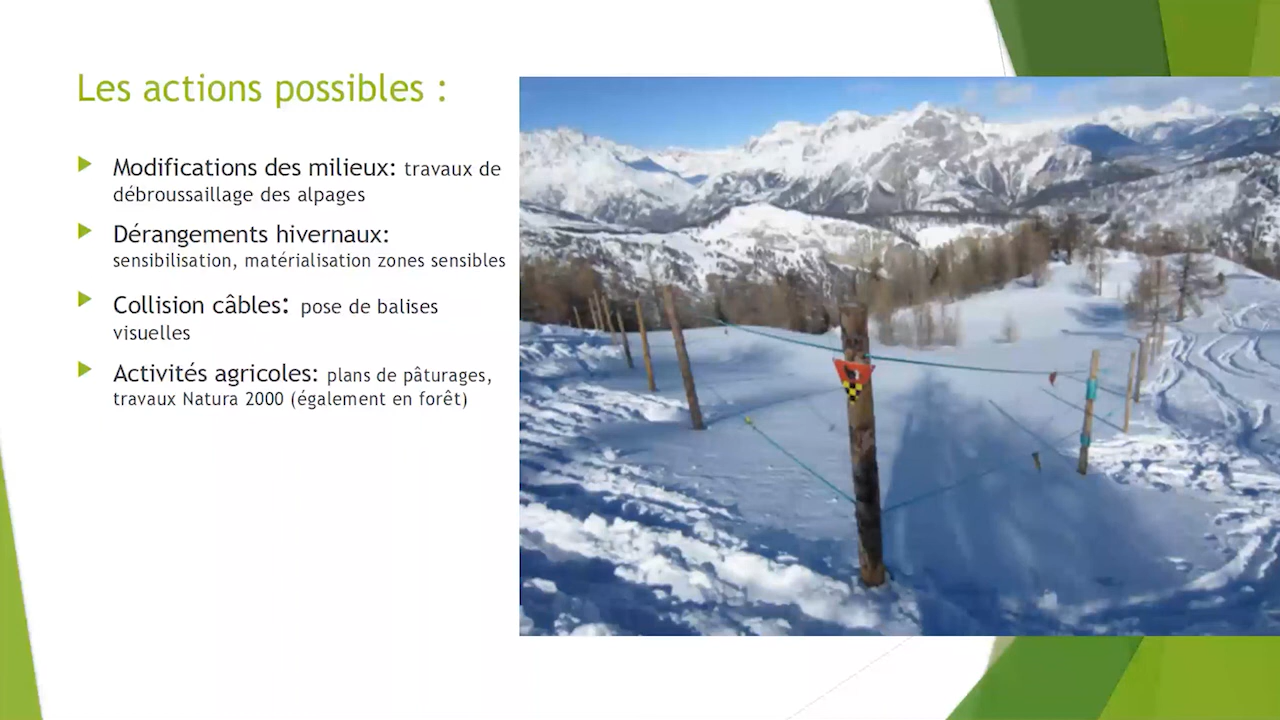 Les actions possibles :
Modifications des milieux: travaux de
débroussaillage des alpages
Dérangements hivernaux:
sensibilisation, matérialisation zones sensibles
Collision câbles: pose de balises
visuelles
Activités agricoles: plans de pâturages,
travaux Natura 2000 (également en forêt)